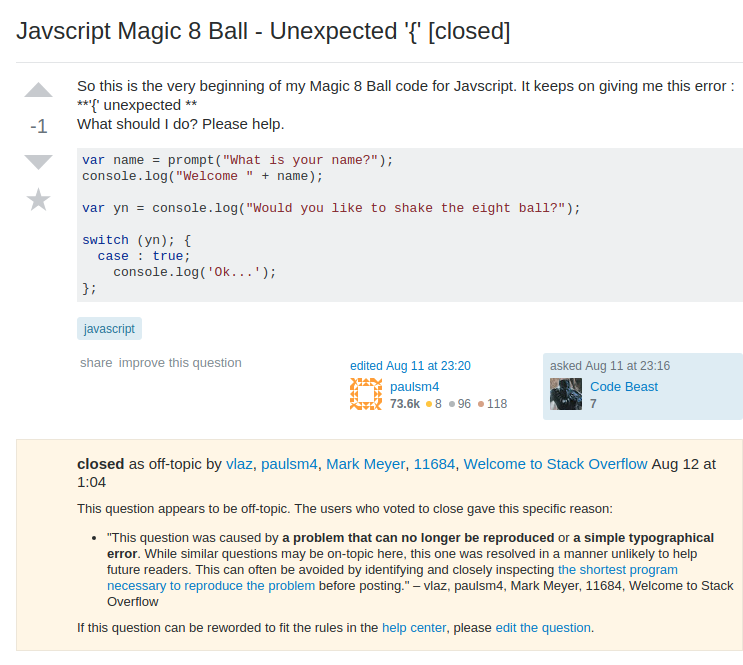 Javscript Magic 8 Ball - Unexpected '{' [closed]
So this is the very beginning of my Magic 8 Ball code for Javscript. It keeps on giving me this error :
**'{' unexpected **
-1
What should I do? Please help.
var name = prompt("What is your name?");
console.log("Welcome " + name);
var yn = console.log("Would you like to shake the eight ball?");
switch (yn); {
  case : true;
    console.log('Ok...');
};
javascript
share improve this question
edited Aug 11 at 23:20
paulsm4
73.6k 8 96 118
asked Aug 11 at 23:16
Code Beast
7
closed as off-topic by vlaz, paulsm4, Mark Meyer, 11684, Welcome to Stack Overflow Aug 12 at
1:04
This question appears to be off-topic. The users who voted to close gave this specific reason:
• "This question was caused by a problem that can no longer be reproduced or a simple typographical
error. While similar questions may be on-topic here, this one was resolved in a manner unlikely to help
future readers. This can often be avoided by identifying and closely inspecting the shortest program
necessary to reproduce the problem before posting." – vlaz, paulsm4, Mark Meyer, 11684, Welcome to Stack
Overflow
If this question can be reworded to fit the rules in the help center, please edit the question.